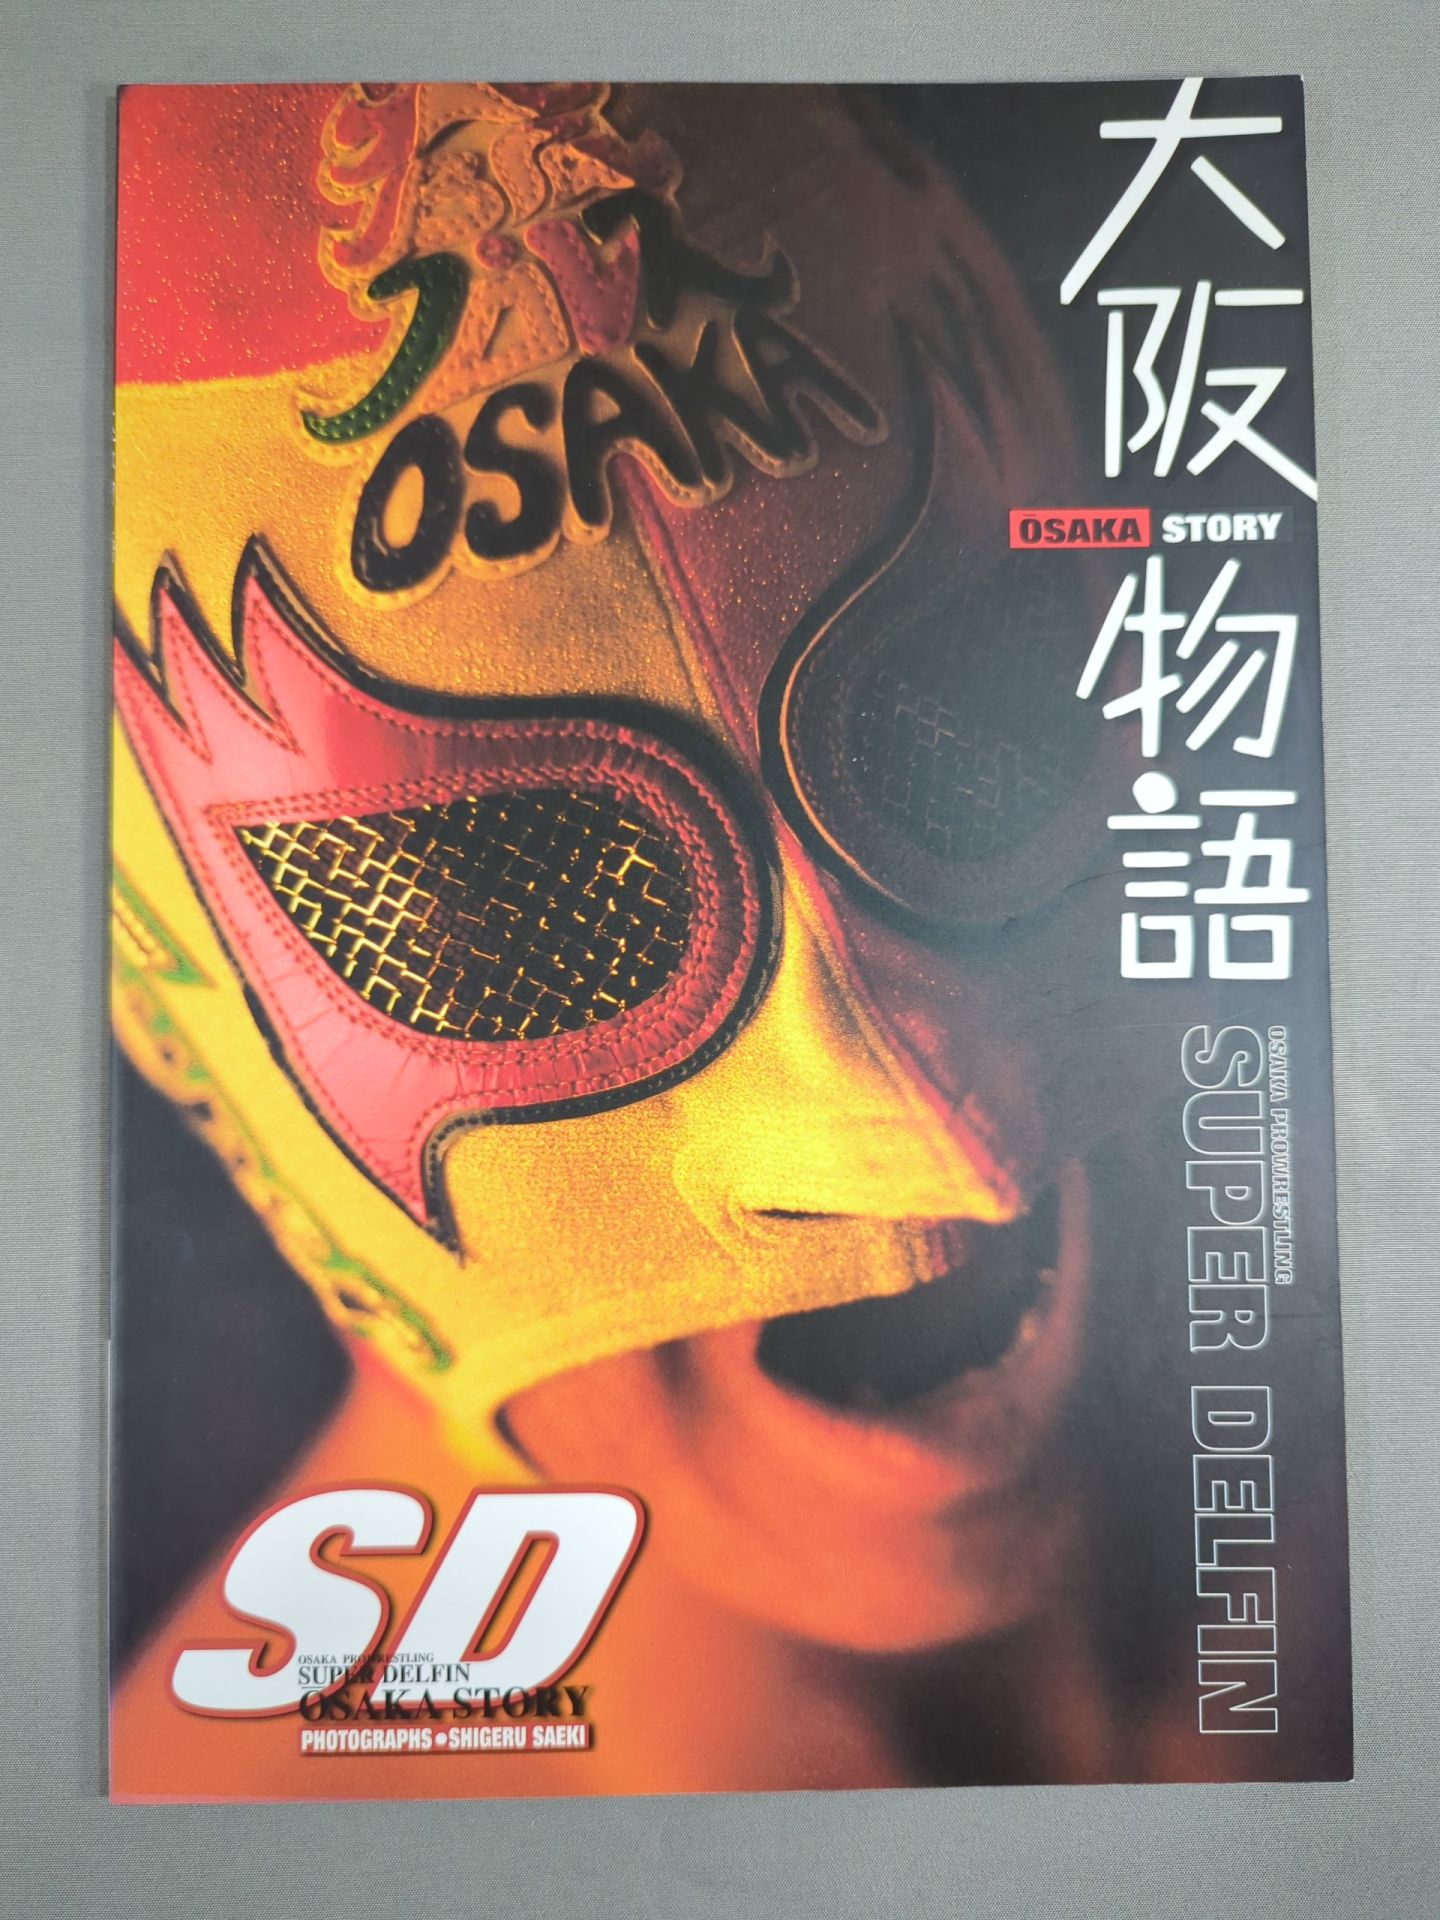 大阪物語
ŌSAKA STORY
OSAKA PROWRESTLING
SUPER DELFIN
OSAKA
SD
OSAKA PROWRESTLING
SUPER DELFIN
ŌSAKA STORY
PHOTOGRAPHS●SHIGERU SAEKI